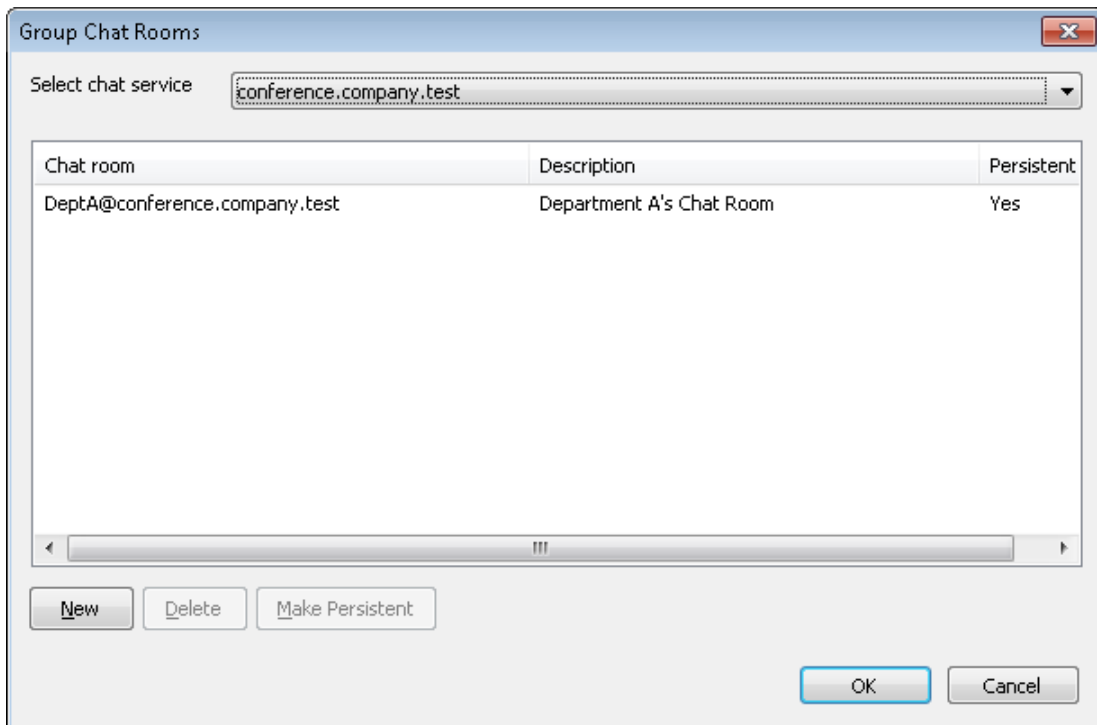 Group Chat Rooms
Select chat service conference.company.test
Chat room Description Persistent
DeptA@conference.company.test Department A's Chat Room Yes
New Delete Make Persistent
OK Cancel